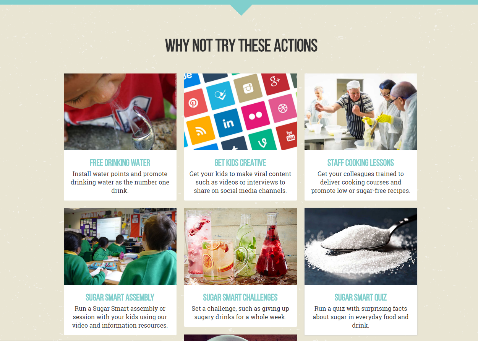 WHY NOT TRY THESE ACTIONS
FREE DRINKING WATER
Install water points and promote
drinking water as the number one
drink.
GET KIDS CREATIVE
Get your kids to make viral content
such as videos or interviews to
share on social media channels.
STAFF COOKING LESSONS
Get your colleagues trained to
deliver cooking courses and
promote low or sugar-free recipes.
SUGAR SMART ASSEMBLY
Run a Sugar Smart assembly or
session with your kids using our
video and information resources.
SUGAR SMART CHALLENGES
Set a challenge, such as giving up
sugary drinks for a whole week
SUGAR SMART QUIZ
Run a quiz with surprising facts
about sugar in everyday food and
drink.